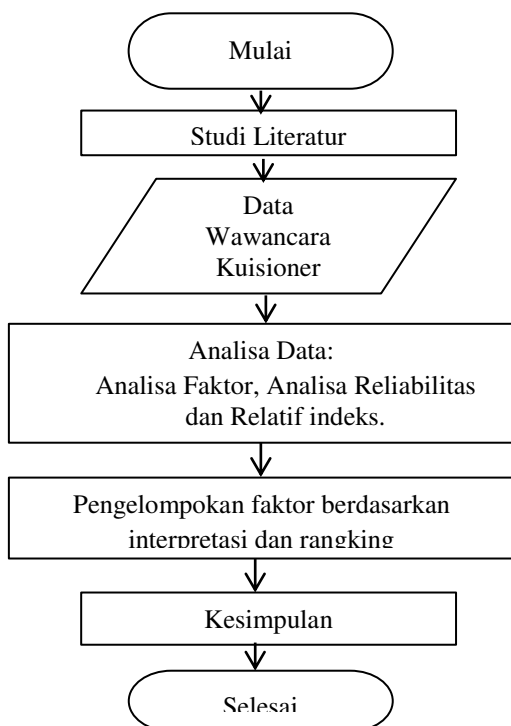 Mulai
Studi Literatur
Data
Wawancara
Kuisioner
Analisa Data:
Analisa Faktor, Analisa Reliabilitas
dan Relatif indeks.
Pengelompokan faktor berdasarkan
interpretasi dan rangking
Kesimpulan
Selesai